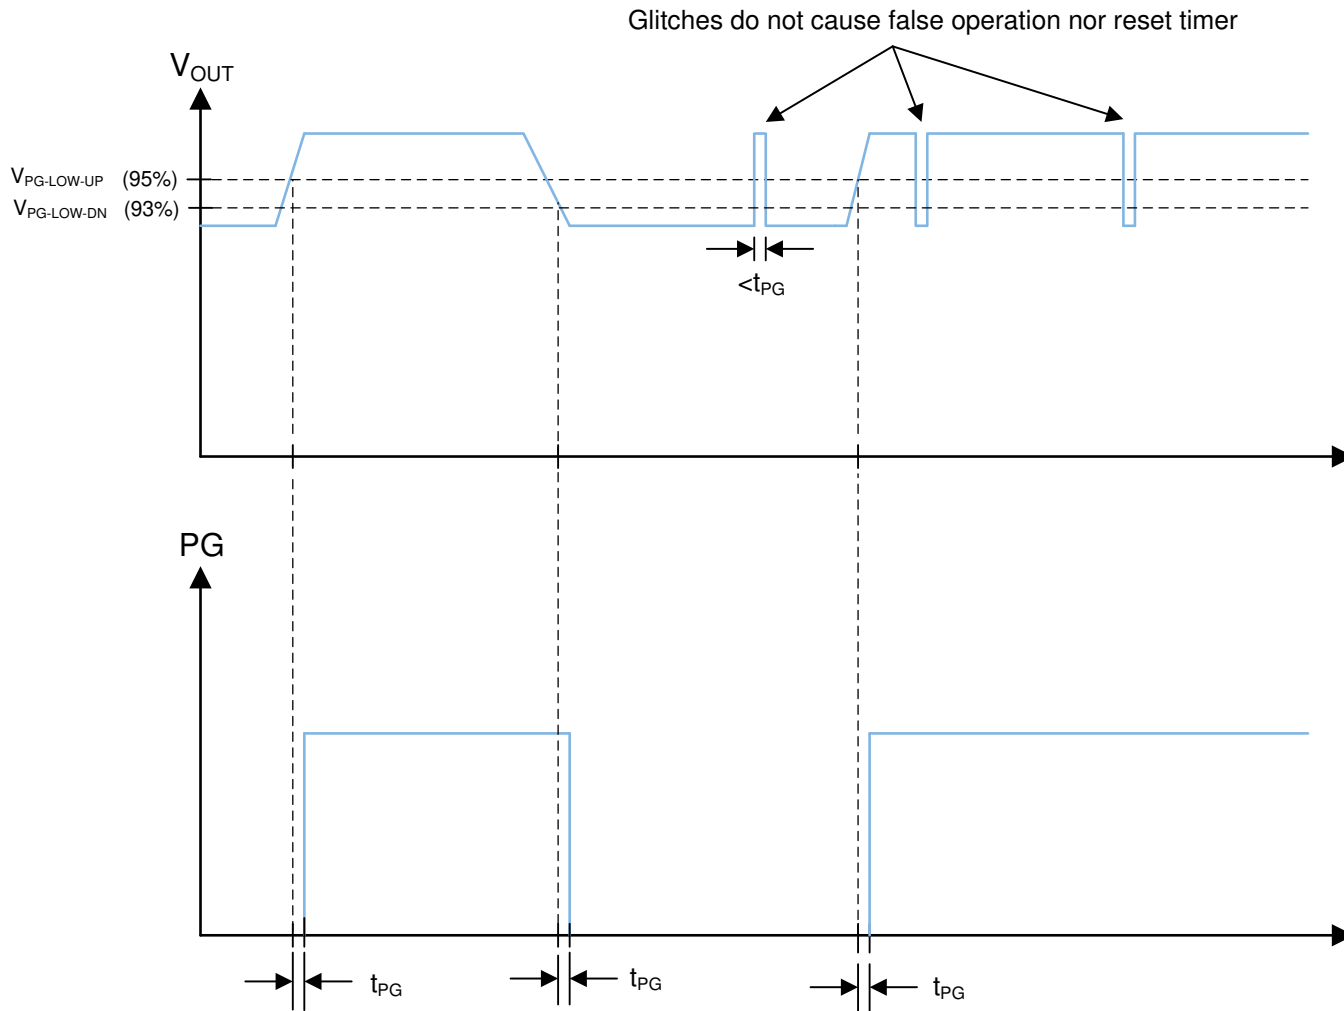 Glitches do not cause false operation nor reset timer
VOUT
VPG-LOW-UP (95%)
VPG-LOW-DN (93%)
<tPG
PG
tPG
tPG
tPG